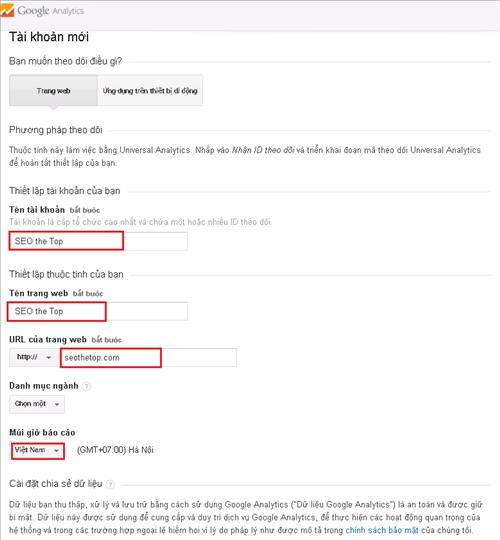 Google Analytics
Tài khoản mới
Bạn muốn theo dõi điều gì?
Trang web
Ứng dụng trên thiết bị di động
Phương pháp theo dõi
Thuộc tính này làm việc bằng Universal Analytics. Nhấp vào Nhận ID theo dõi và triển khai đoạn mã theo dõi Universal Analytics
để hoàn tất thiết lập của bạn.
Thiết lập tài khoản của bạn
Tên tài khoản bắt buộc
Tài khoản là cấp tổ chức cao nhất và chứa một hoặc nhiều ID theo dõi.
SEO the Top
Thiết lập thuộc tính của bạn
Tên trang web bắt buộc
SEO the Top
URL của trang web bắt buộc
http:// seothetop.com
Danh mục ngành ?
Chọn một
Múi giờ báo cáo
Việt Nam (GMT+07:00) Hà Nội
Cài đặt chia sẻ dữ liệu ?
Dữ liệu bạn thu thập, xử lý và lưu trữ bằng cách sử dụng Google Analytics ("Dữ liệu Google Analytics") là an toàn và được giữ
bí mật. Dữ liệu này được sử dụng để cung cấp và duy trì dịch vụ Google Analytics, để thực hiện các hoạt động quan trọng của
hệ thống và trong các trường hợp ngoại lệ hiếm hoi vì lý do pháp lý như được mô tả trong chính sách bảo mật của chúng tôi.